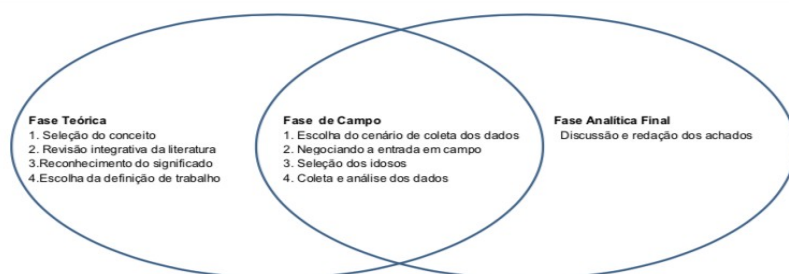 Fase Teórica
1. Seleção do conceito
2. Revisão integrativa da literatura
3.Reconhecimento do significado
4.Escolha da definição de trabalho
Fase de Campo
1. Escolha do cenário de coleta dos dados
2. Negociando a entrada em campo
3. Seleção dos idosos
4. Coleta e análise dos dados
Fase Analítica Final
Discussão e redação dos achados